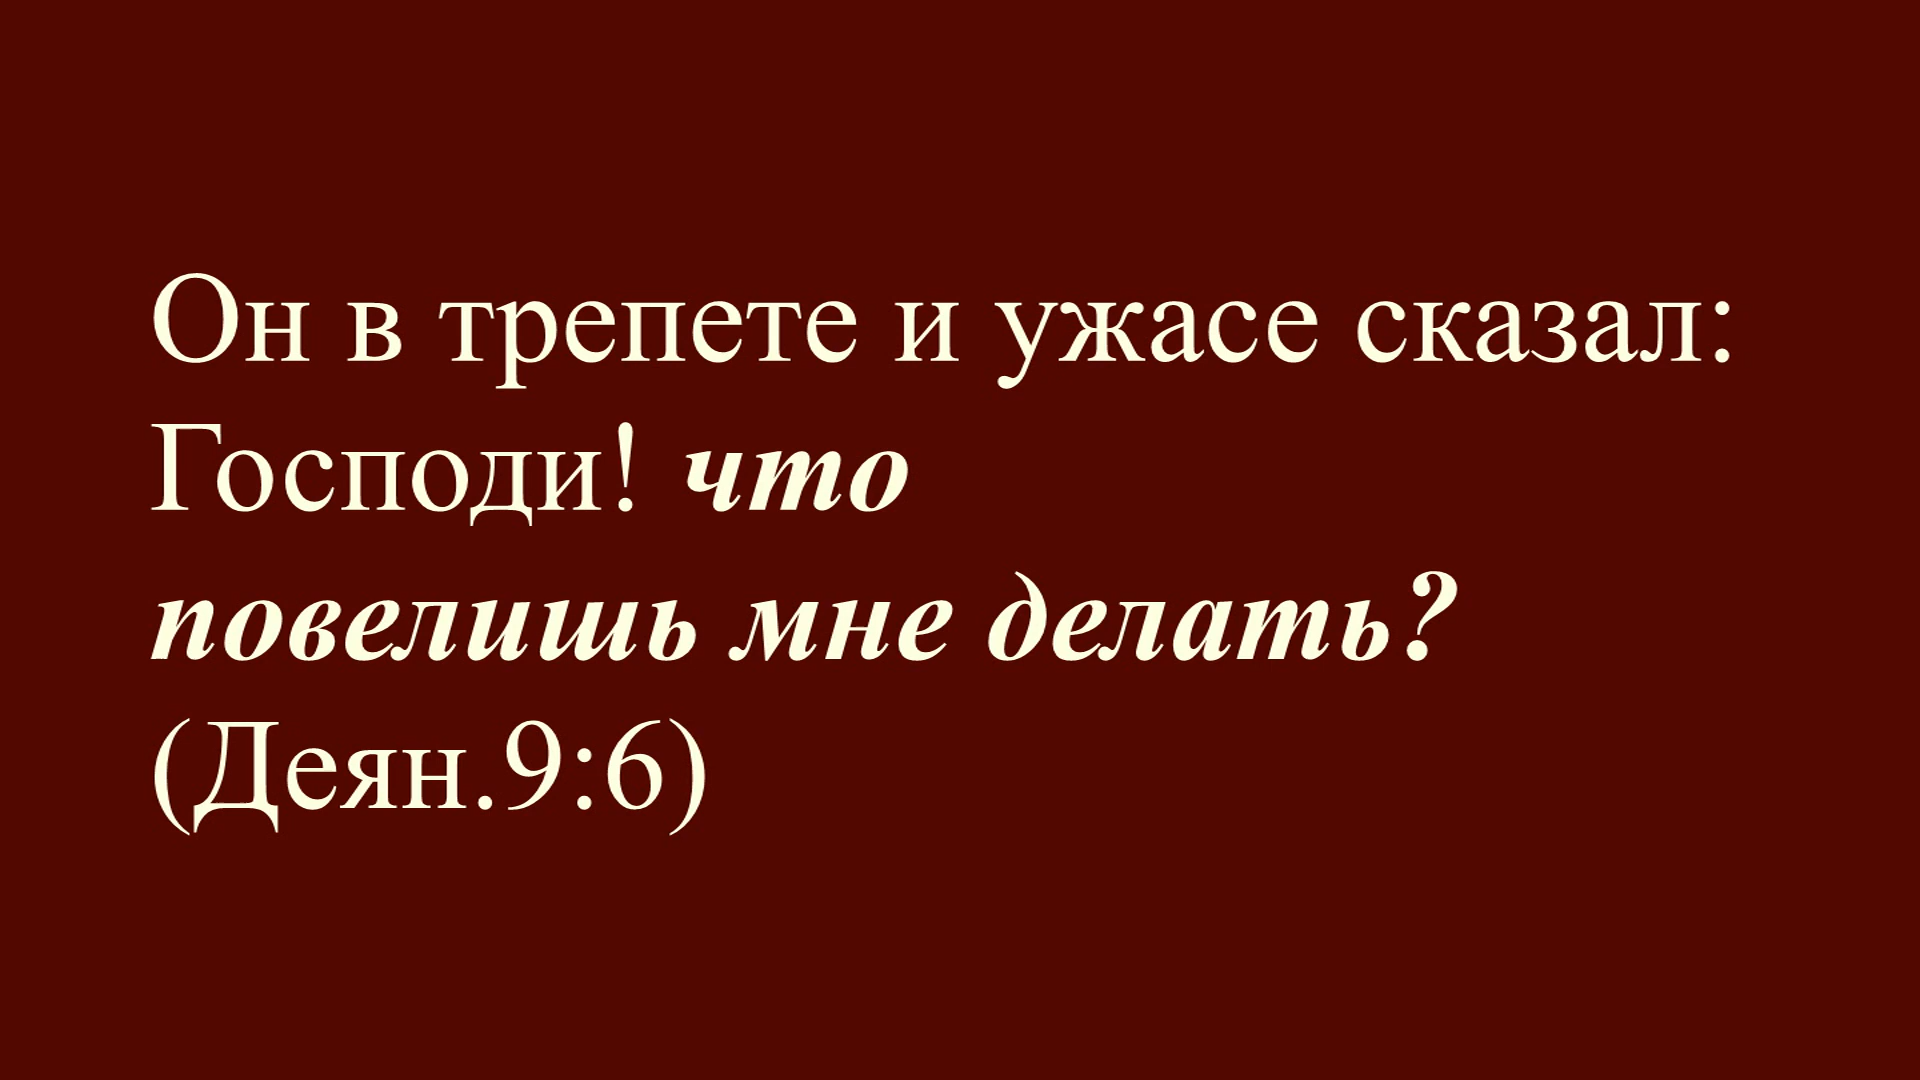 Он в трепете и ужасе сказал:
Господи! что
повелишь мне делать?
(Деян.9:6)